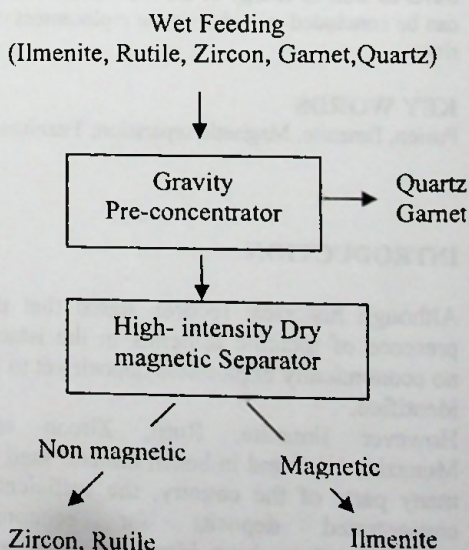 Wet Feeding
(Ilmenite, Rutile, Zircon, Garnet,Quartz)
Gravity
Pre-concentrator
Quartz
Garnet
High- intensity Dry
magnetic Separator
Non magnetic
Magnetic
Zircon, Rutile
Ilmenite